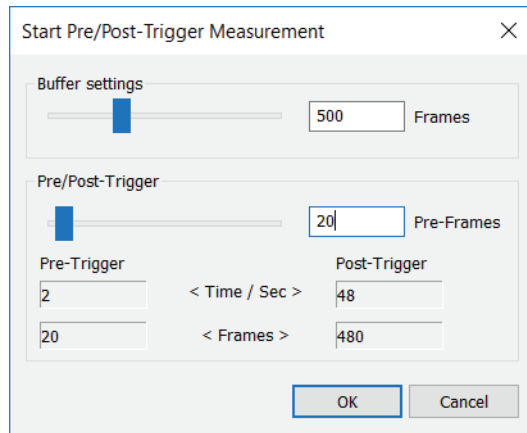 Start Pre/Post-Trigger Measurement
Buffer settings
500 Frames
Pre/Post-Trigger
20 Pre-Frames
Pre-Trigger Post-Trigger
2 < Time / Sec > 48
20 < Frames > 480
OK Cancel